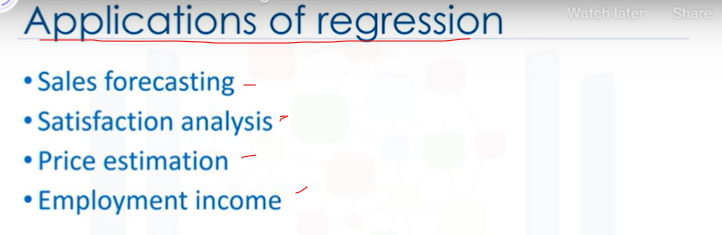 Applications of regression
Watch later Share
• Sales forecasting
• Satisfaction analysis
• Price estimation
• Employment income